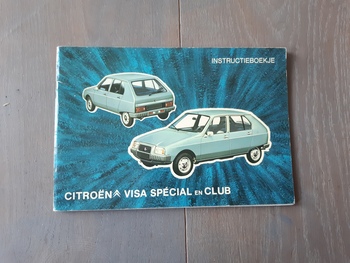 INSTRUCTIEBOEKJE
CITROËN VISA SPÉCIAL EN CLUB